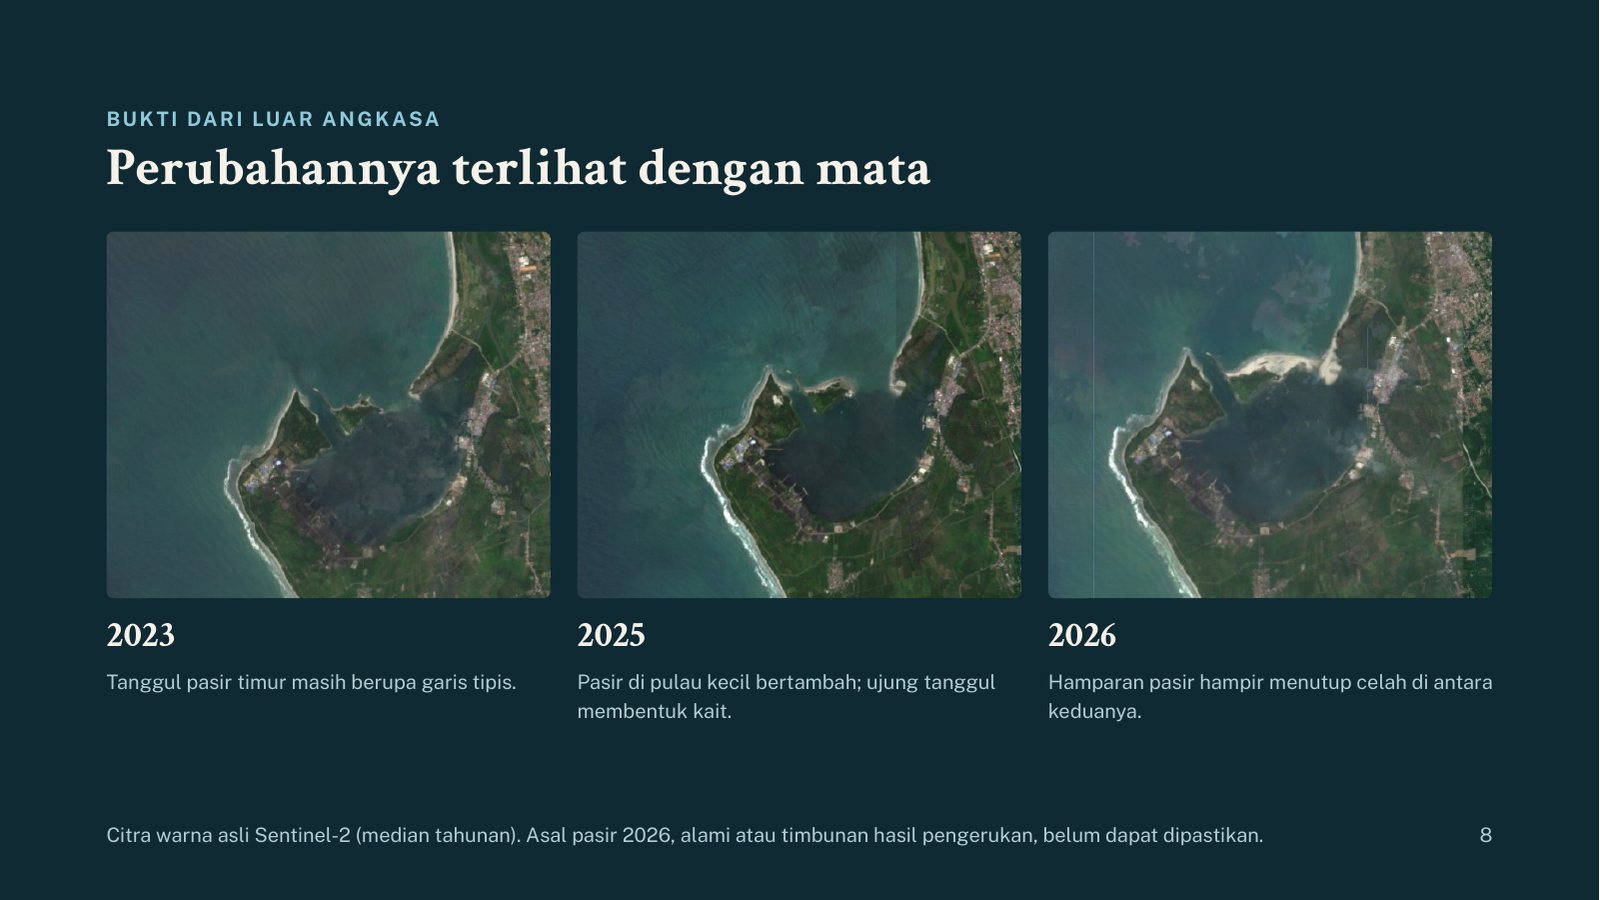 BUKTI DARI LUAR ANGKASA
Perubahannya terlihat dengan mata
2023
Tanggul pasir timur masih berupa garis tipis.
2025
Pasir di pulau kecil bertambah; ujung tanggul
membentuk kait.
2026
Hamparan pasir hampir menutup celah di antara
keduanya.
Citra warna asli Sentinel-2 (median tahunan). Asal pasir 2026, alami atau timbunan hasil pengerukan, belum dapat dipastikan.
8